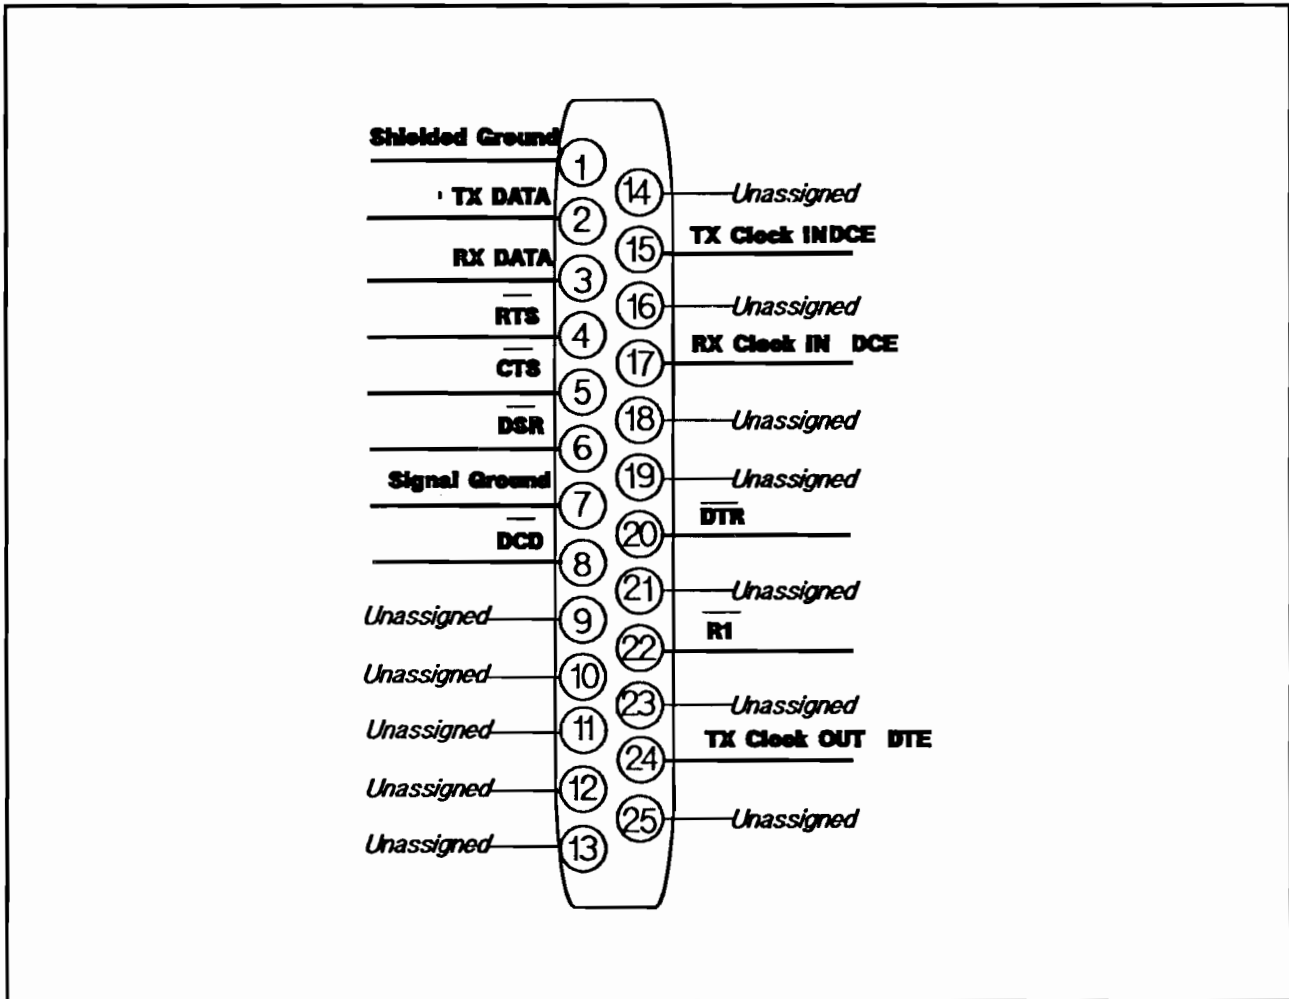 Shielded Ground
1
TX DATA
2
RX DATA
3
RTS
4
CTS
5
DSR
6
Signal Ground
7
DCD
8
Unassigned
9
Unassigned
10
Unassigned
11
Unassigned
12
Unassigned
13
14
Unassigned
15
TX Clock INDCE
16
Unassigned
17
RX Clock IN DCE
18
Unassigned
19
Unassigned
20
DTR
21
Unassigned
22
R1
23
Unassigned
24
TX Clock OUT DTE
25
Unassigned